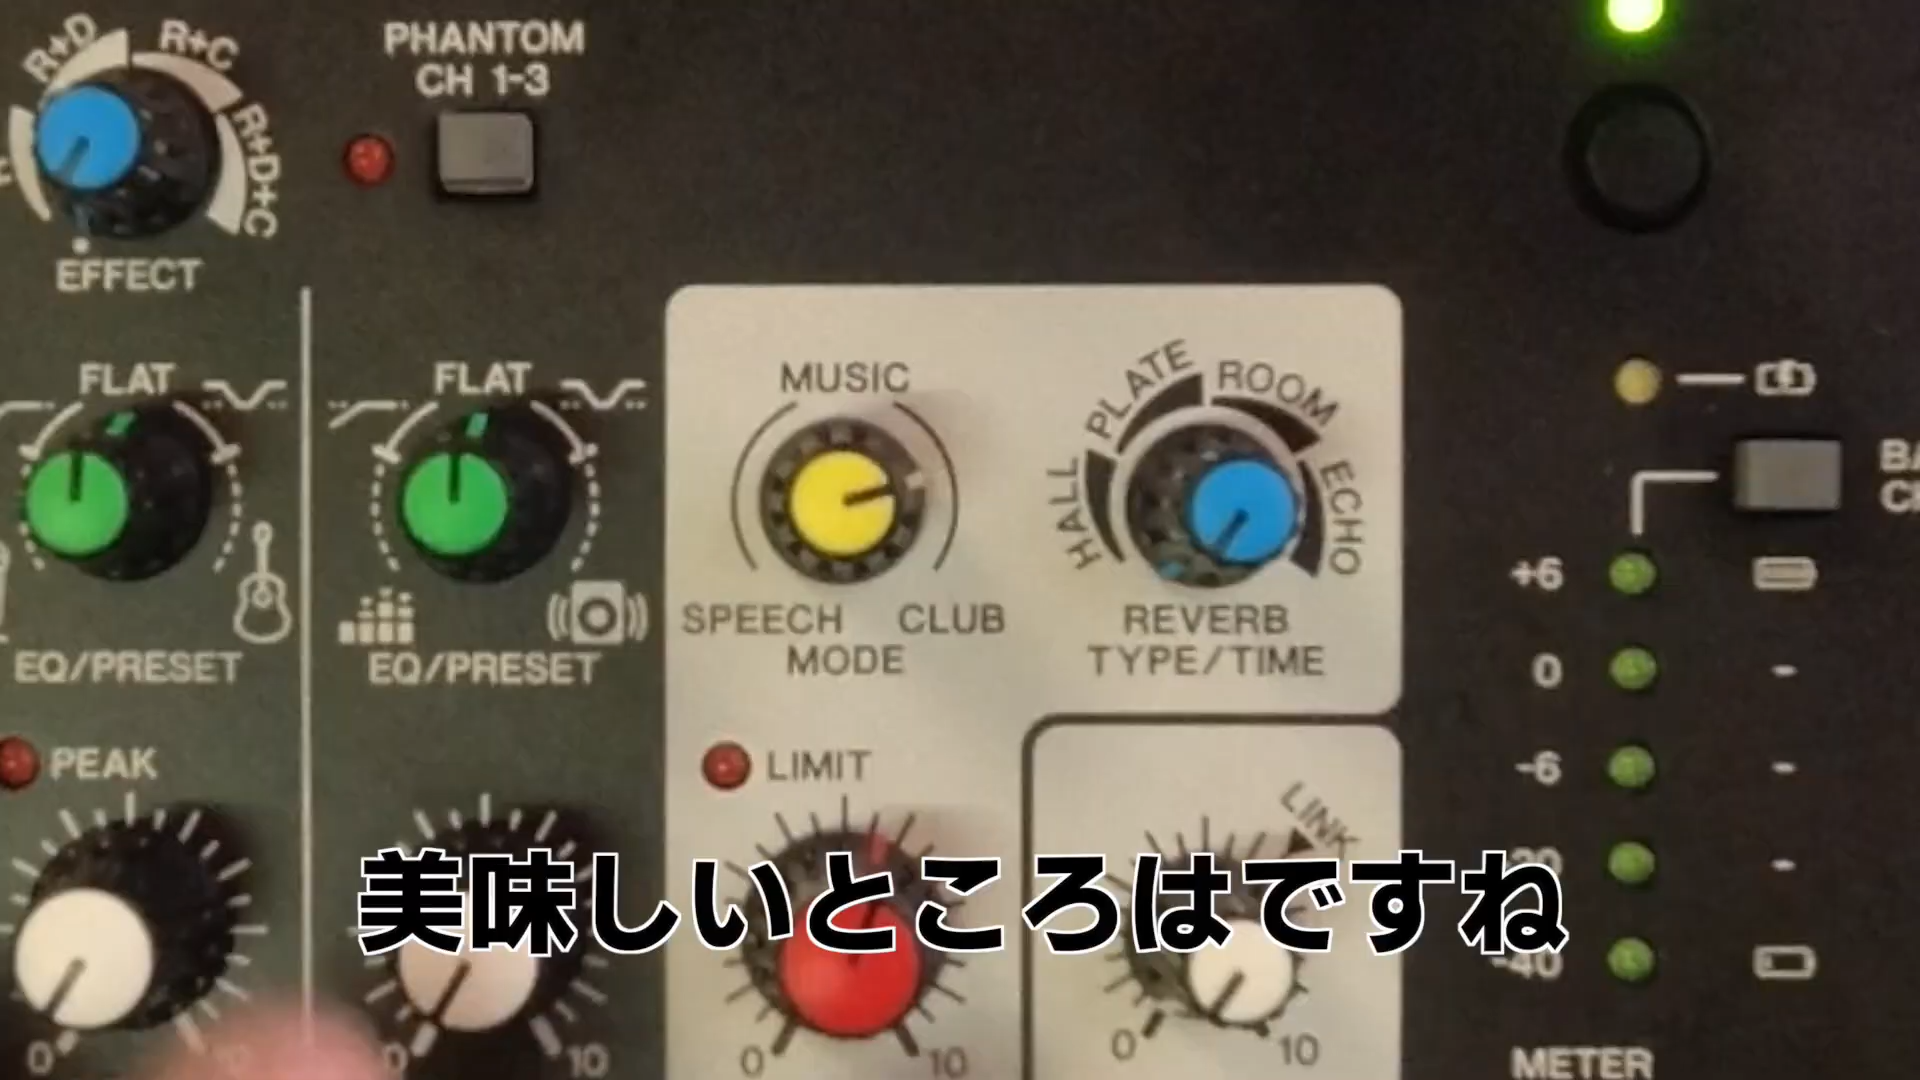 R+D
R+C
R+D+C
EFFECT
PHANTOM
CH 1-3
FLAT
EQ/PRESET
FLAT
EQ/PRESET
MUSIC
SPEECH
CLUB
MODE
HALL
PLATE
ROOM
ECHO
REVERB
TYPE/TIME
PEAK
LIMIT
LINK
+6
0
-6
-40
METER
美味しいところはですね
0
10
0
10
0
10